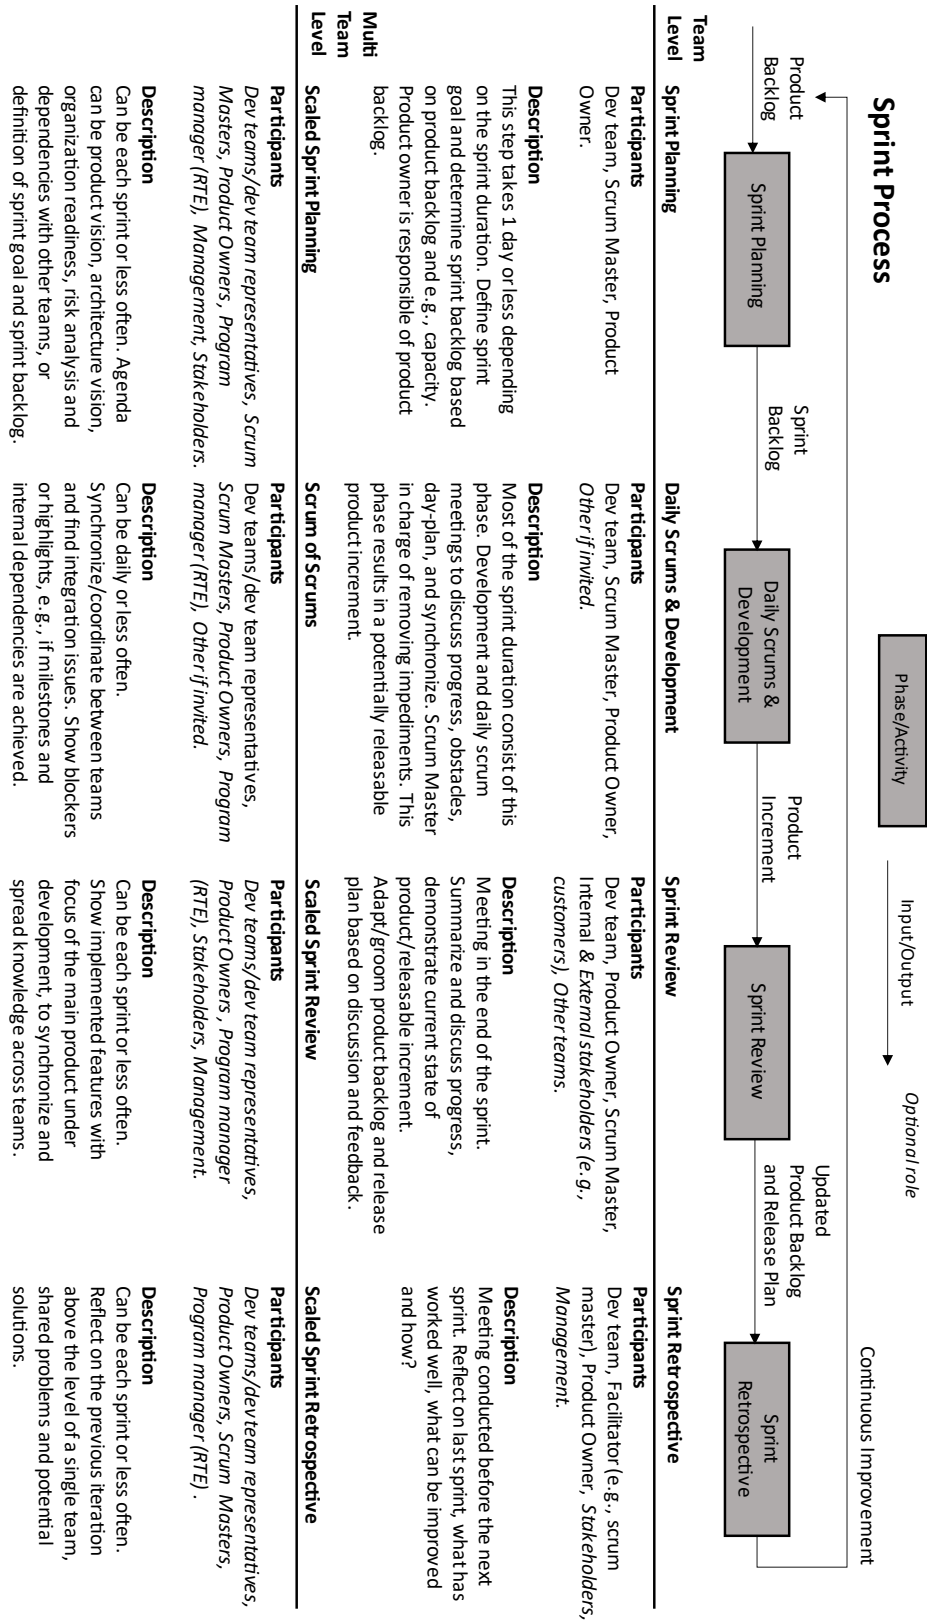 Sprint Process
Phase/Activity
Input/Output
Optional role
Continuous Improvement
Product
Backlog
Sprint Planning
Sprint
Backlog
Daily Scrums &
Development
Product
Increment
Sprint Review
Updated
Product Backlog
and Release Plan
Sprint
Retrospective
Team
Level
Sprint Planning
Participants
Dev team, Scrum Master, Product
Owner.
Description
This step takes 1 day or less depending
on the sprint duration. Define sprint
goal and determine sprint backlog based
on product backlog and e.g., capacity.
Product owner is responsible of product
backlog.
Daily Scrums & Development
Participants
Dev team, Scrum Master, Product Owner,
Other if invited.
Description
Most of the sprint duration consist of this
phase. Development and daily scrum
meetings to discuss progress, obstacles,
day-plan, and synchronize. Scrum Master
in charge of removing impediments. This
phase results in a potentially releasable
product increment.
Sprint Review
Participants
Dev team, Product Owner, Scrum Master,
Internal & External stakeholders (e.g.,
customers), Other teams.
Description
Meeting in the end of the sprint.
Summarize and discuss progress,
demonstrate current state of
product/releasable increment.
Adapt/groom product backlog and release
plan based on discussion and feedback.
Sprint Retrospective
Participants
Dev team, Facilitator (e.g., scrum
master), Product Owner, Stakeholders,
Management.
Description
Meeting conducted before the next
sprint. Reflect on last sprint, what has
worked well, what can be improved
and how?
Multi
Team
Level
Scaled Sprint Planning
Participants
Dev teams/dev team representatives, Scrum
Masters, Product Owners, Program
manager (RTE), Management, Stakeholders.
Description
Can be each sprint or less often. Agenda
can be product vision, architecture vision,
organization readiness, risk analysis and
dependencies with other teams, or
definition of sprint goal and sprint backlog.
Scrum of Scrums
Participants
Dev teams/dev team representatives,
Scrum Masters, Product Owners, Program
manager (RTE), Other if invited.
Description
Can be daily or less often.
Synchronize/coordinate between teams
and find integration issues. Show blockers
or highlights, e.g., if milestones and
internal dependencies are achieved.
Scaled Sprint Review
Participants
Dev teams/dev team representatives,
Product Owners , Program manager
(RTE), Stakeholders, Management.
Description
Can be each sprint or less often.
Show implemented features with
focus of the main product under
development, to synchronize and
spread knowledge across teams.
Scaled Sprint Retrospective
Participants
Dev teams/dev team representatives,
Product Owners, Scrum Masters,
Program manager (RTE) .
Description
Can be each sprint or less often.
Reflect on the previous iteration
above the level of a single team,
shared problems and potential
solutions.